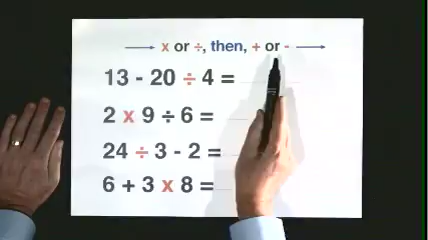 → x or ÷, then, + or - →
13 - 20 ÷ 4 =
2 x 9 ÷ 6 =
24 ÷ 3 - 2 =
6 + 3 x 8 =